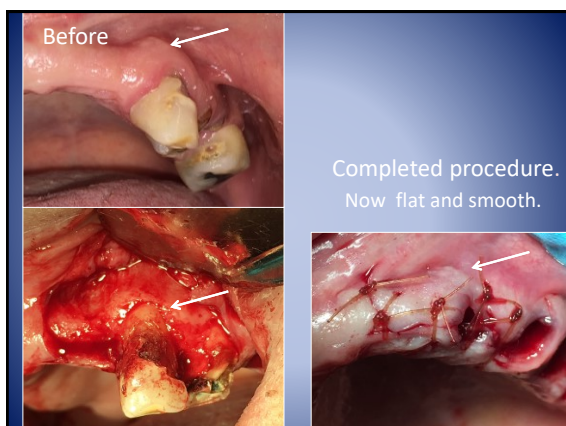 Before
Completed procedure.
Now flat and smooth.